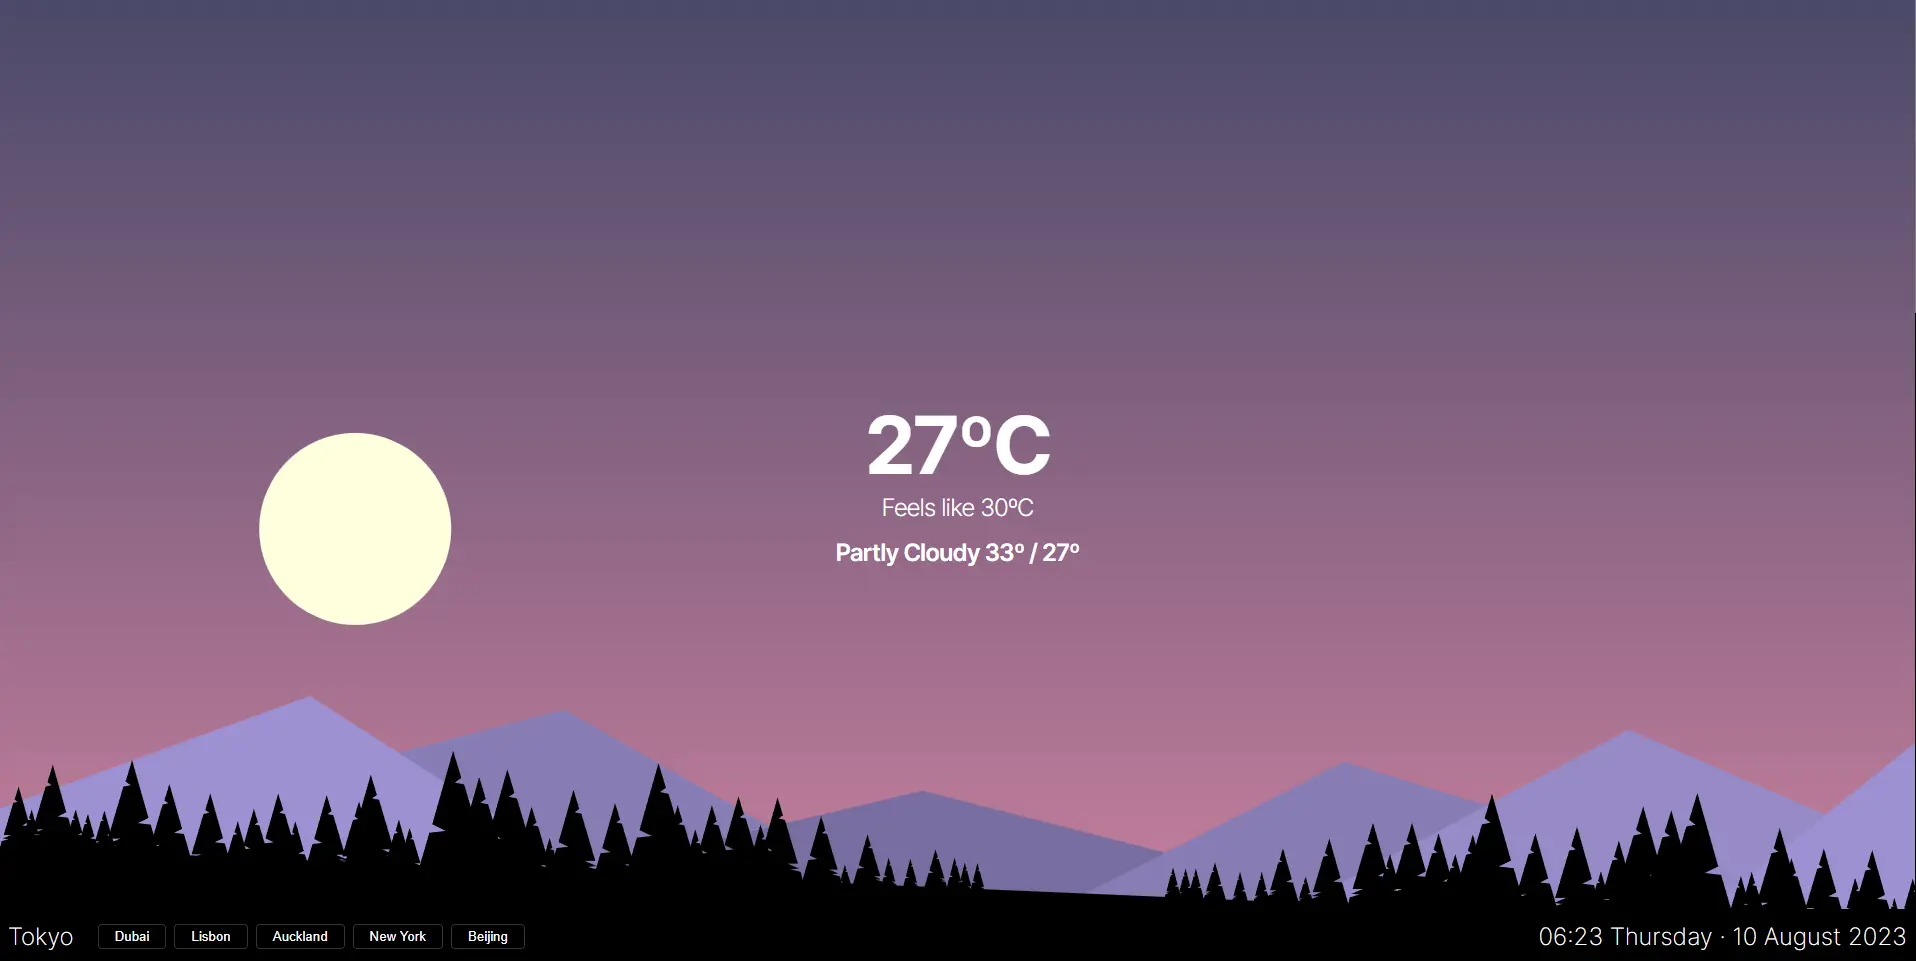 27ºC
Feels like 30ºC
Partly Cloudy 33º / 27º
Tokyo Dubai Lisbon Auckland New York Beijing 06:23 Thursday · 10 August 2023